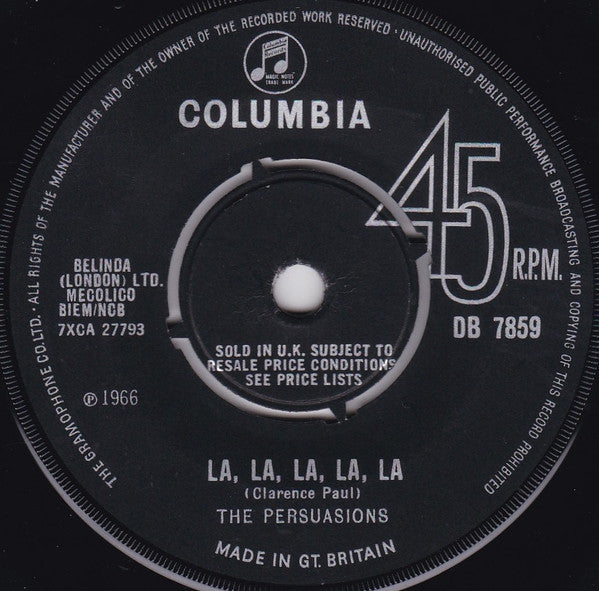 THE GRAMOPHONE CO. LTD. · ALL RIGHTS OF THE MANUFACTURER AND OF THE OWNER OF THE RECORDED WORK RESERVED · UNAUTHORISED PUBLIC PERFORMANCE BROADCASTING AND COPYING OF THIS RECORD PROHIBITED
MAGIC NOTES
TRADE MARK
COLUMBIA
45
R.P.M.
BELINDA
(LONDON) LTD.
MECOLICO
BIEM/NCB
7XCA 27793
DB 7859
SOLD IN U.K. SUBJECT TO
RESALE PRICE CONDITIONS
SEE PRICE LISTS
℗ 1966
LA, LA, LA, LA, LA
(Clarence Paul)
THE PERSUASIONS
MADE IN GT. BRITAIN